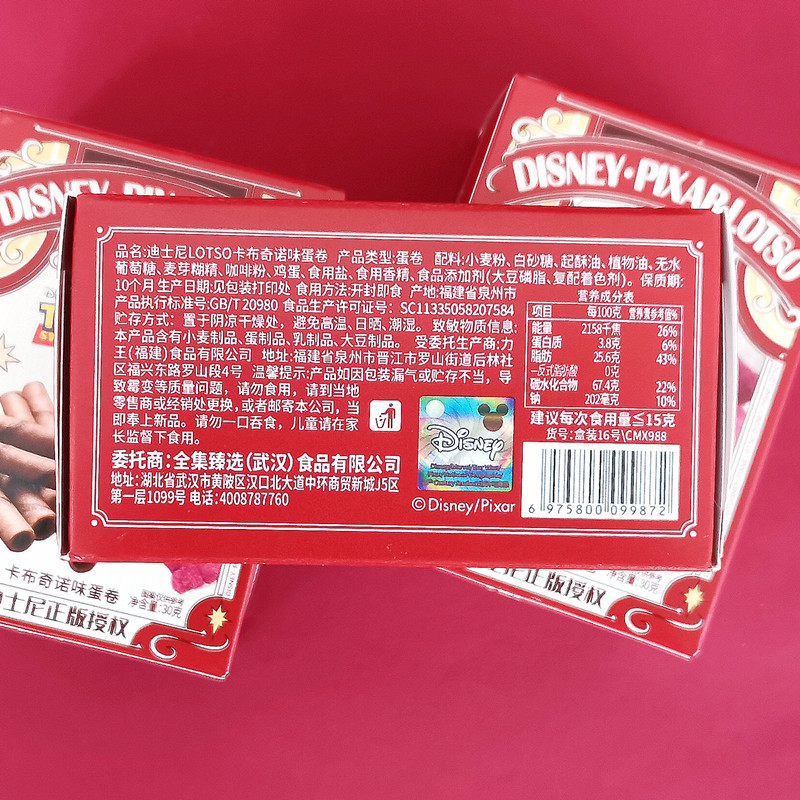 DISNEY·PIX
DISNEY·PIXAR·LOTSO
品名:迪士尼LOTSO卡布奇诺味蛋卷 产品类型:蛋卷 配料:小麦粉、白砂糖、起酥油、植物油、无水
葡萄糖、麦芽糊精、咖啡粉、鸡蛋、食用盐、食用香精、食品添加剂(大豆磷脂、复配着色剂)。保质期:
10个月 生产日期:见包装打印处 食用方法:开封即食 产地:福建省泉州市
产品执行标准号:GB/T 20980 食品生产许可证号: SC11335058207584
贮存方式: 置于阴凉干燥处, 避免高温、日晒、潮湿。 致敏物质信息:
本产品含有小麦制品、蛋制品、乳制品、大豆制品。 受委托生产商:力
王(福建)食品有限公司 地址:福建省泉州市晋江市罗山街道后林社
区福兴东路罗山段4号 温馨提示:产品如因包装漏气或贮存不当, 导
致霉变等质量问题, 请勿食用, 请到当地
零售商或经销处更换, 或者邮寄本公司, 当
即奉上新品。请勿一口吞食, 儿童请在家
长监督下食用。
委托商:全集臻选(武汉)食品有限公司
地址:湖北省武汉市黄陂区汉口北大道中环商贸新城J5区
第一层1099号 电话:4008787760
营养成分表
项目 每100克 营养素参考值%
能量 2158千焦 26%
蛋白质 3.8克 6%
脂肪 25.6克 43%
—反式脂肪酸 0克
碳水化合物 67.4克 22%
钠 202毫克 10%
建议每次食用量≦15克
货号:盒装16号\CMX988
Disney
©Disney/Pixar
6 975800 099872
卡布奇诺味蛋卷
图案仅供参考
净含量:30克
迪士尼正版授权
净含量:30克
尼正版授权